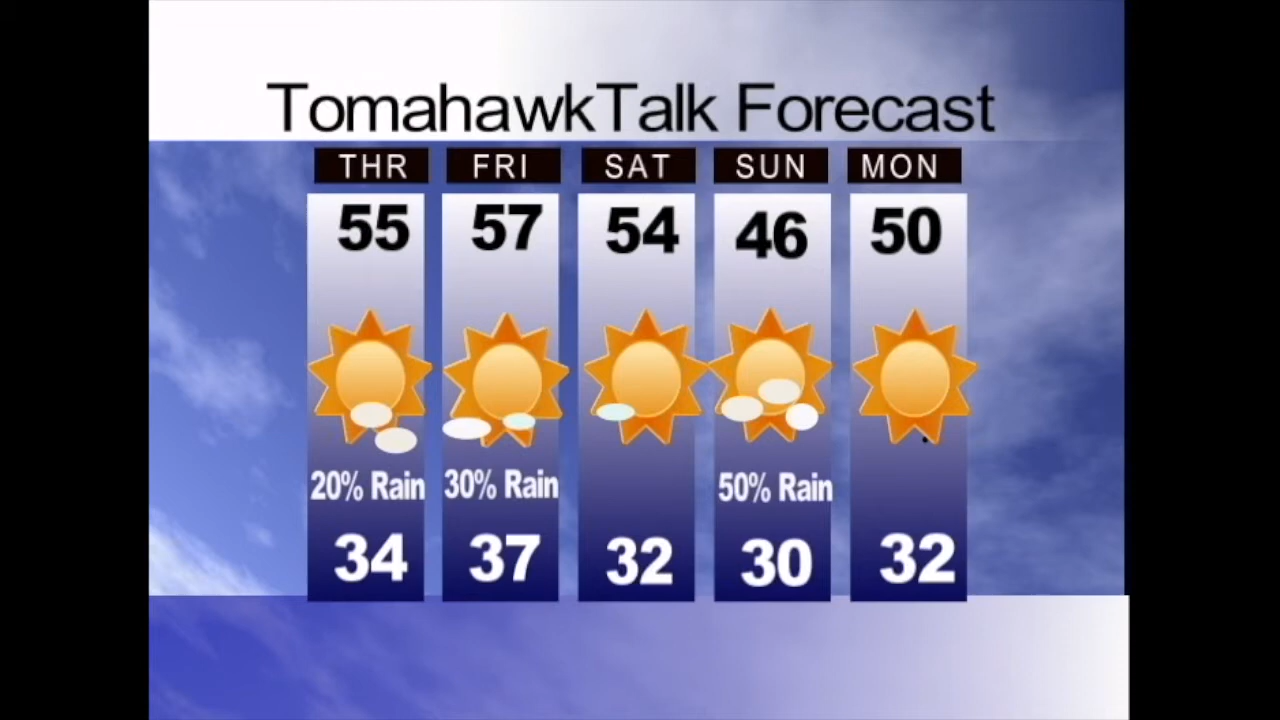 TomahawkTalk Forecast
THR FRI SAT SUN MON
55 57 54 46 50
20% Rain 30% Rain 50% Rain
34 37 32 30 32